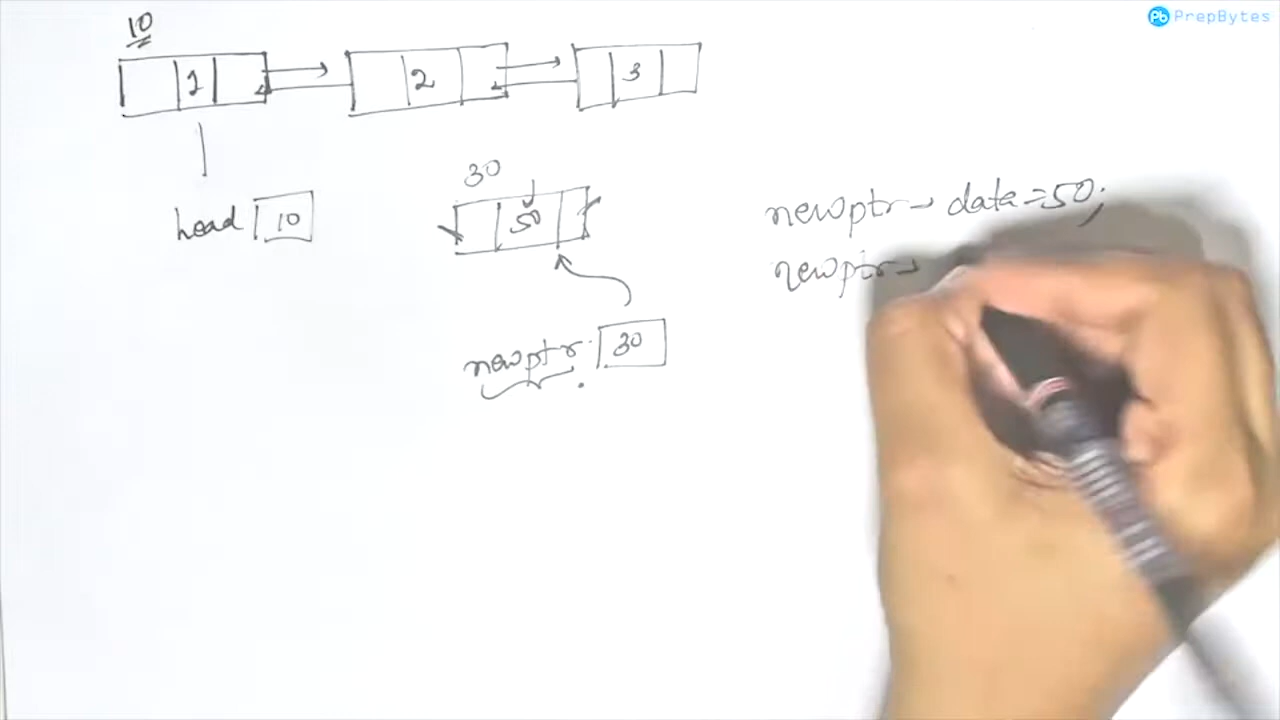 PrepBytes
10
1 2 3
30
50
head 10
newptr 30
newptr→ data=50;
newptr→